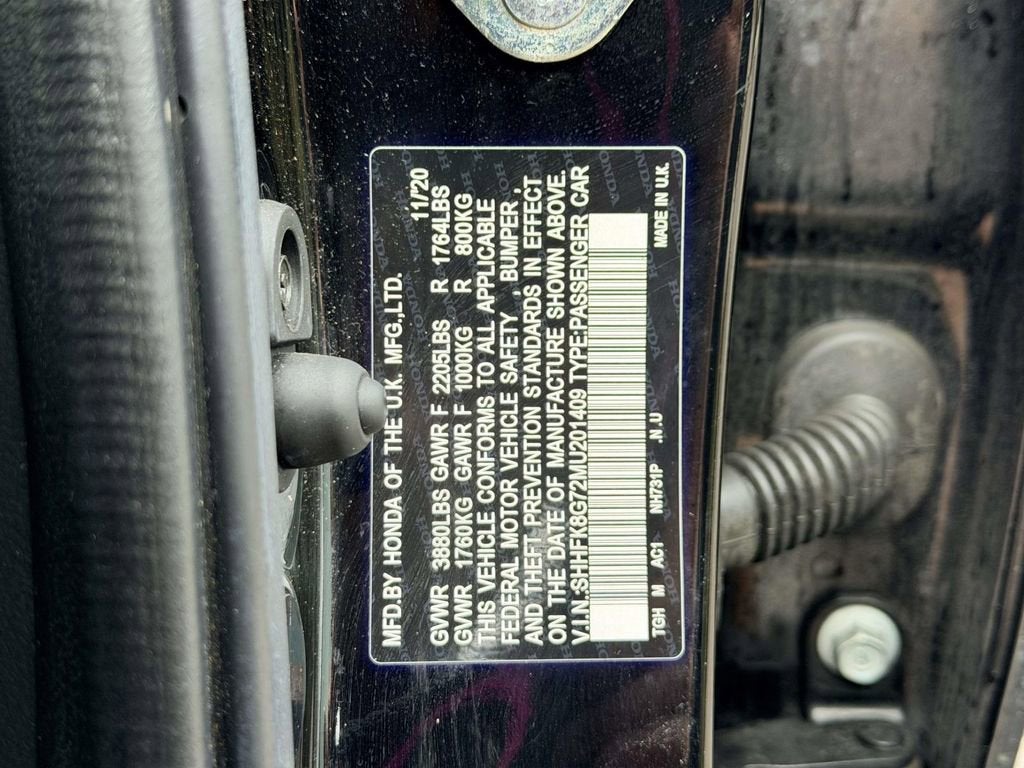 MFD.BY HONDA OF THE U.K. MFG.,LTD. 11/'20
GVWR 3880LBS GAWR F 2205LBS R 1764LBS
GVWR 1760KG GAWR F 1000KG R 800KG
THIS VEHICLE CONFORMS TO ALL APPLICABLE
FEDERAL MOTOR VEHICLE SAFETY, BUMPER,
AND THEFT PREVENTION STANDARDS IN EFFECT
ON THE DATE OF MANUFACTURE SHOWN ABOVE.
V.I.N.:SHHFK8G72MU201409 TYPE:PASSENGER CAR
TGH M AC1 NH731P .N.U MADE IN U.K.